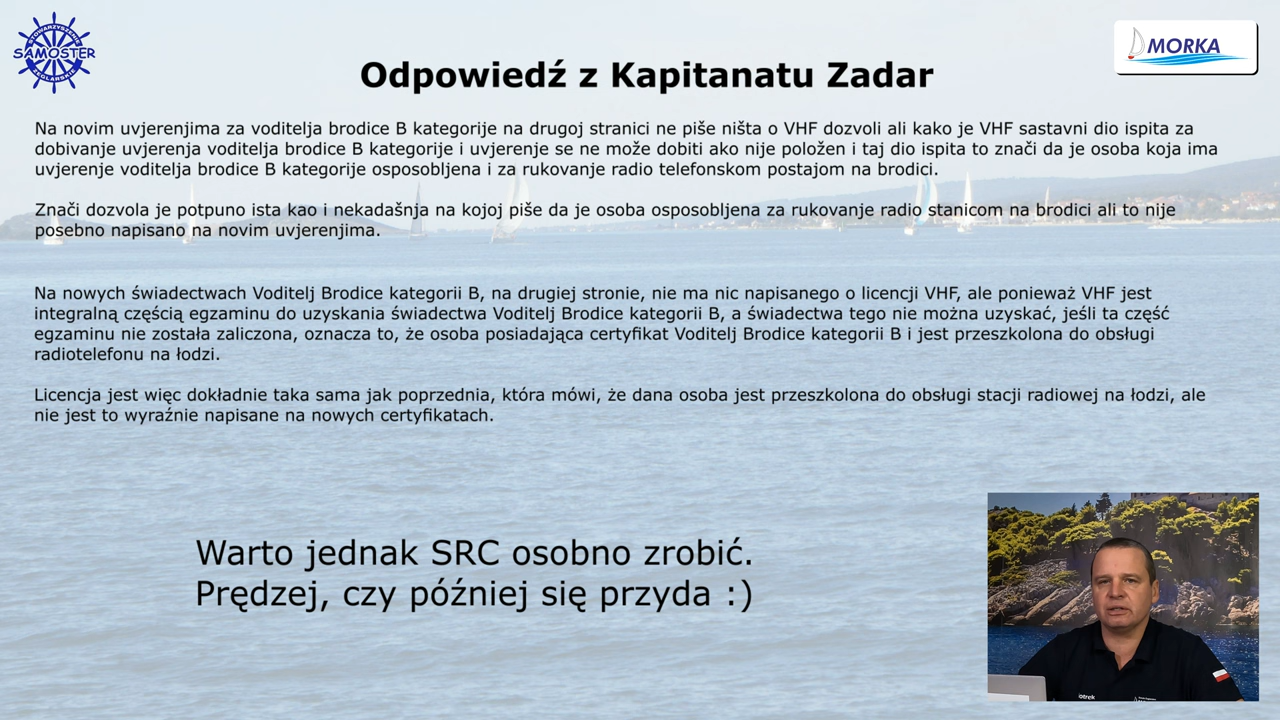 STOWARZYSZENIE
SAMOSTER
ŻEGLARSKIE
MORKA
Odpowiedź z Kapitanatu Zadar
Na novim uvjerenjima za voditelja brodice B kategorije na drugoj stranici ne piše ništa o VHF dozvoli ali kako je VHF sastavni dio ispita za
dobivanje uvjerenja voditelja brodice B kategorije i uvjerenje se ne može dobiti ako nije položen i taj dio ispita to znači da je osoba koja ima
uvjerenje voditelja brodice B kategorije osposobljena i za rukovanje radio telefonskom postajom na brodici.
Znači dozvola je potpuno ista kao i nekadašnja na kojoj piše da je osoba osposobljena za rukovanje radio stanicom na brodici ali to nije
posebno napisano na novim uvjerenjima.
Na nowych świadectwach Voditelj Brodice kategorii B, na drugiej stronie, nie ma nic napisanego o licencji VHF, ale ponieważ VHF jest
integralną częścią egzaminu do uzyskania świadectwa Voditelj Brodice kategorii B, a świadectwa tego nie można uzyskać, jeśli ta część
egzaminu nie została zaliczona, oznacza to, że osoba posiadająca certyfikat Voditelj Brodice kategorii B i jest przeszkolona do obsługi
radiotelefonu na łodzi.
Licencja jest więc dokładnie taka sama jak poprzednia, która mówi, że dana osoba jest przeszkolona do obsługi stacji radiowej na łodzi, ale
nie jest to wyraźnie napisane na nowych certyfikatach.
Warto jednak SRC osobno zrobić.
Prędzej, czy później się przyda :)